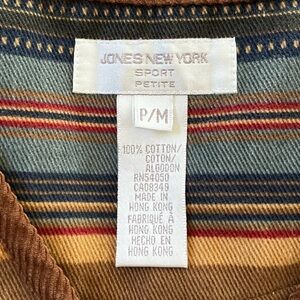 JONES NEW YORK
SPORT
PETITE
P/M
100% COTTON/
COTON/
ALGODON
RN54050
CA08349
MADE IN
HONG KONG
FABRIQUÉ À
HONG KONG
HECHO EN
HONG KONG